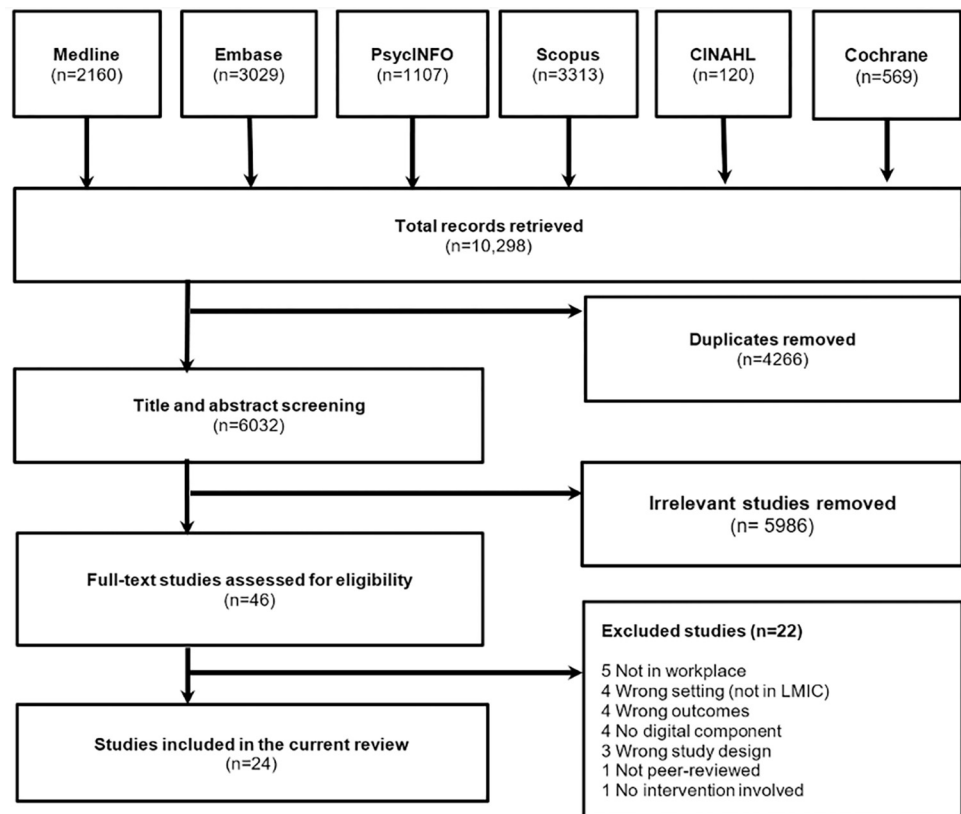 Medline
(n=2160)
Embase
(n=3029)
PsycINFO
(n=1107)
Scopus
(n=3313)
CINAHL
(n=120)
Cochrane
(n=569)
Total records retrieved
(n=10,298)
Duplicates removed
(n=4266)
Title and abstract screening
(n=6032)
Irrelevant studies removed
(n= 5986)
Full-text studies assessed for eligibility
(n=46)
Excluded studies (n=22)
5 Not in workplace
4 Wrong setting (not in LMIC)
4 Wrong outcomes
4 No digital component
3 Wrong study design
1 Not peer-reviewed
1 No intervention involved
Studies included in the current review
(n=24)